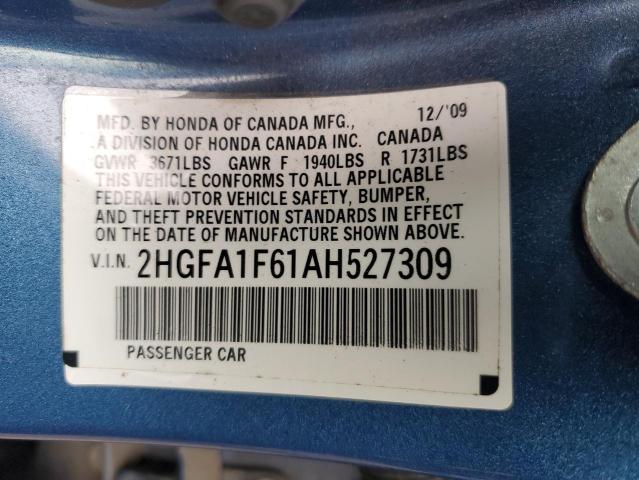 MFD. BY HONDA OF CANADA MFG., 12/'09
A DIVISION OF HONDA CANADA INC. CANADA
GVWR 3671LBS GAWR F 1940LBS R 1731LBS
THIS VEHICLE CONFORMS TO ALL APPLICABLE
FEDERAL MOTOR VEHICLE SAFETY, BUMPER,
AND THEFT PREVENTION STANDARDS IN EFFECT
ON THE DATE OF MANUFACTURE SHOWN ABOVE.
V.I.N. 2HGFA1F61AH527309
PASSENGER CAR